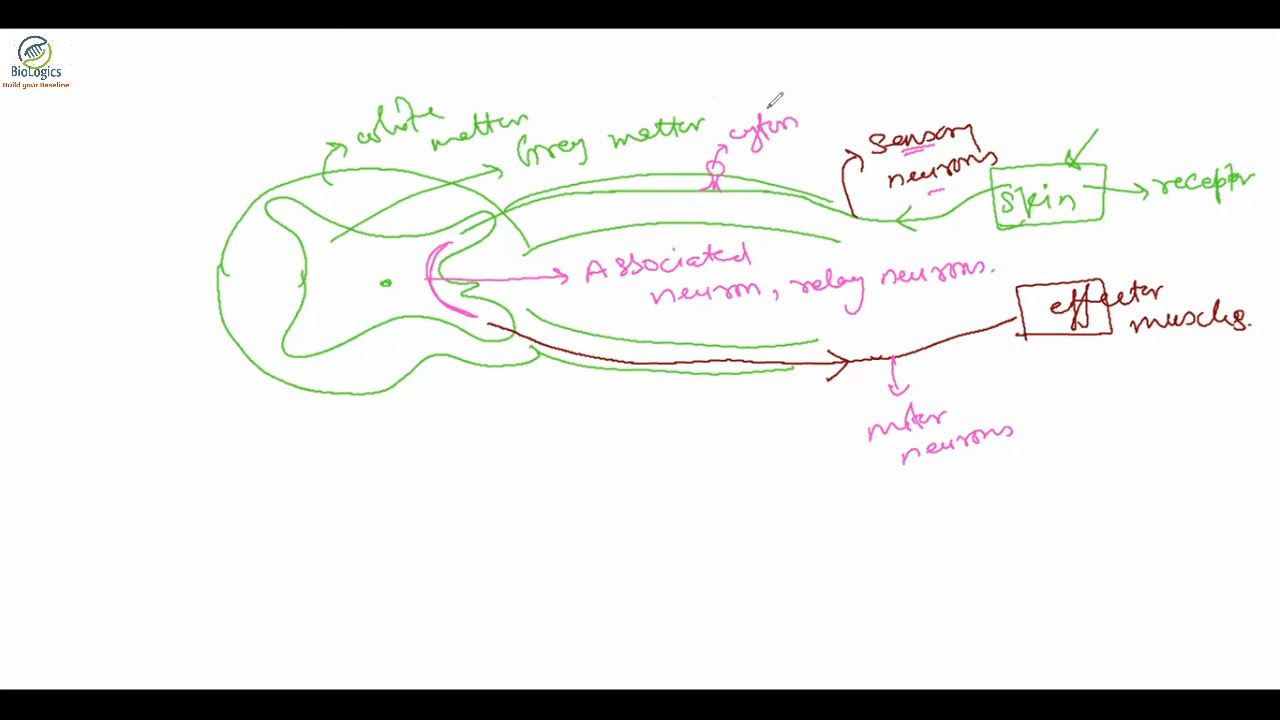 BioLogics
Build your Baseline
white
matter
Grey matter
cyton
sensory
neurons
skin
receptor
Associated
neuron, relay neurons.
effector
muscles.
motor
neurons